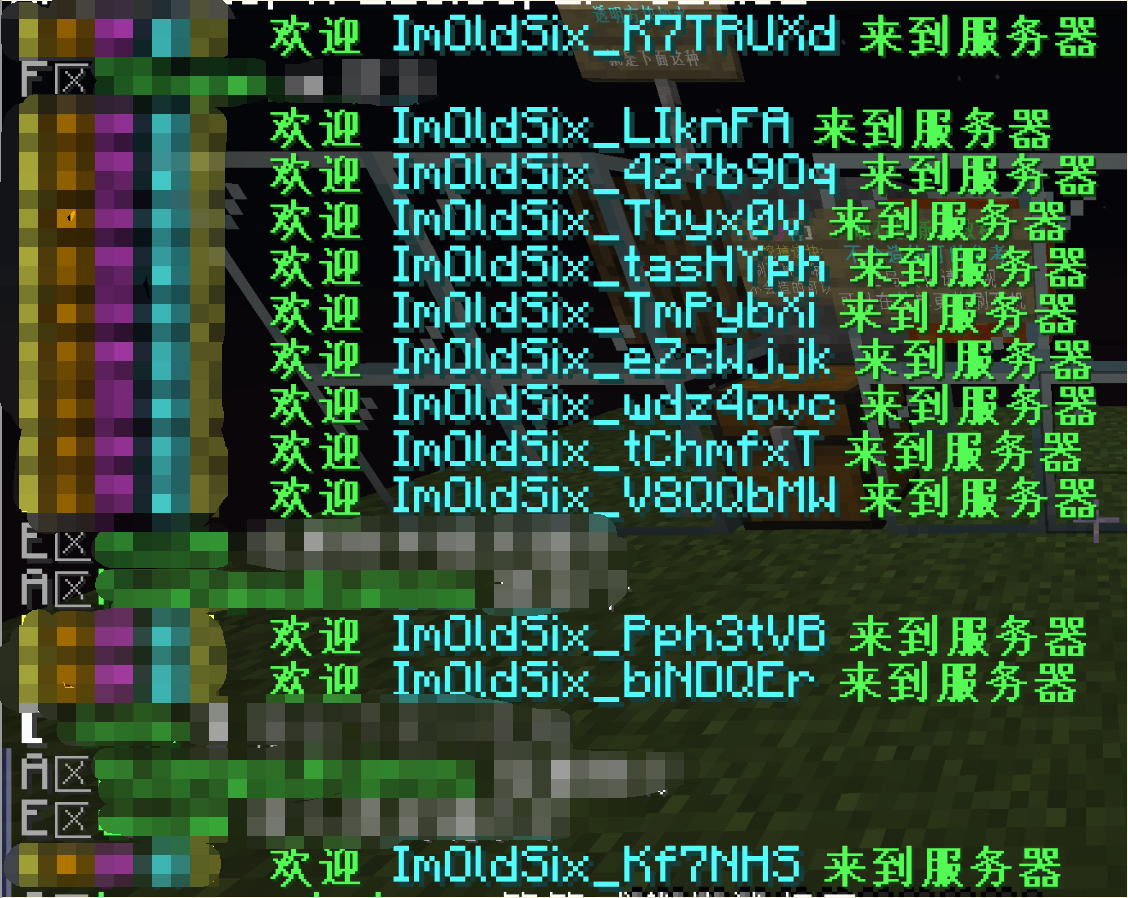 欢迎 ImOldSix_K7TRUXd 来到服务器
欢迎 ImOldSix_LIknFA 来到服务器
欢迎 ImOldSix_427b9Oq 来到服务器
欢迎 ImOldSix_Tbyx0V 来到服务器
欢迎 ImOldSix_tasHYph 来到服务器
欢迎 ImOldSix_TmPybXi 来到服务器
欢迎 ImOldSix_eZcWjjk 来到服务器
欢迎 ImOldSix_wdz4ovc 来到服务器
欢迎 ImOldSix_tChmfxT 来到服务器
欢迎 ImOldSix_V8QQbMW 来到服务器
欢迎 ImOldSix_Pph3tVB 来到服务器
欢迎 ImOldSix_biNDQEr 来到服务器
欢迎 ImOldSix_Kf7NHS 来到服务器